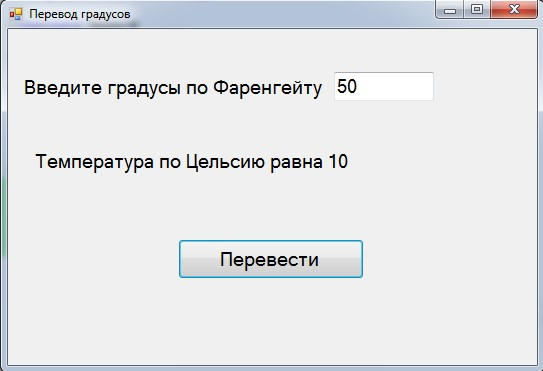 Перевод градусов
Введите градусы по Фаренгейту 50
Температура по Цельсию равна 10
Перевести